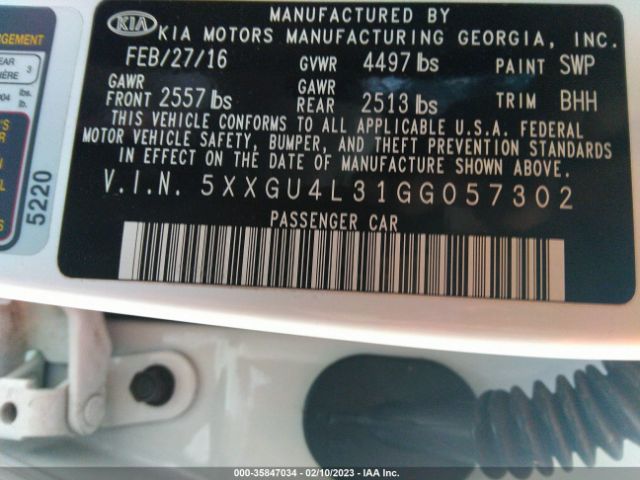 MANUFACTURED BY
KIA KIA MOTORS MANUFACTURING GEORGIA, INC.
FEB/27/16 GVWR 4497 lbs PAINT SWP
GAWR FRONT 2557 lbs GAWR REAR 2513 lbs TRIM BHH
THIS VEHICLE CONFORMS TO ALL APPLICABLE U.S.A. FEDERAL
MOTOR VEHICLE SAFETY, BUMPER, AND THEFT PREVENTION STANDARDS
IN EFFECT ON THE DATE OF MANUFACTURE SHOWN ABOVE.
V.I.N. 5XXGU4L31GG057302
PASSENGER CAR
5220
000-35847034 — 02/10/2023 — IAA Inc.